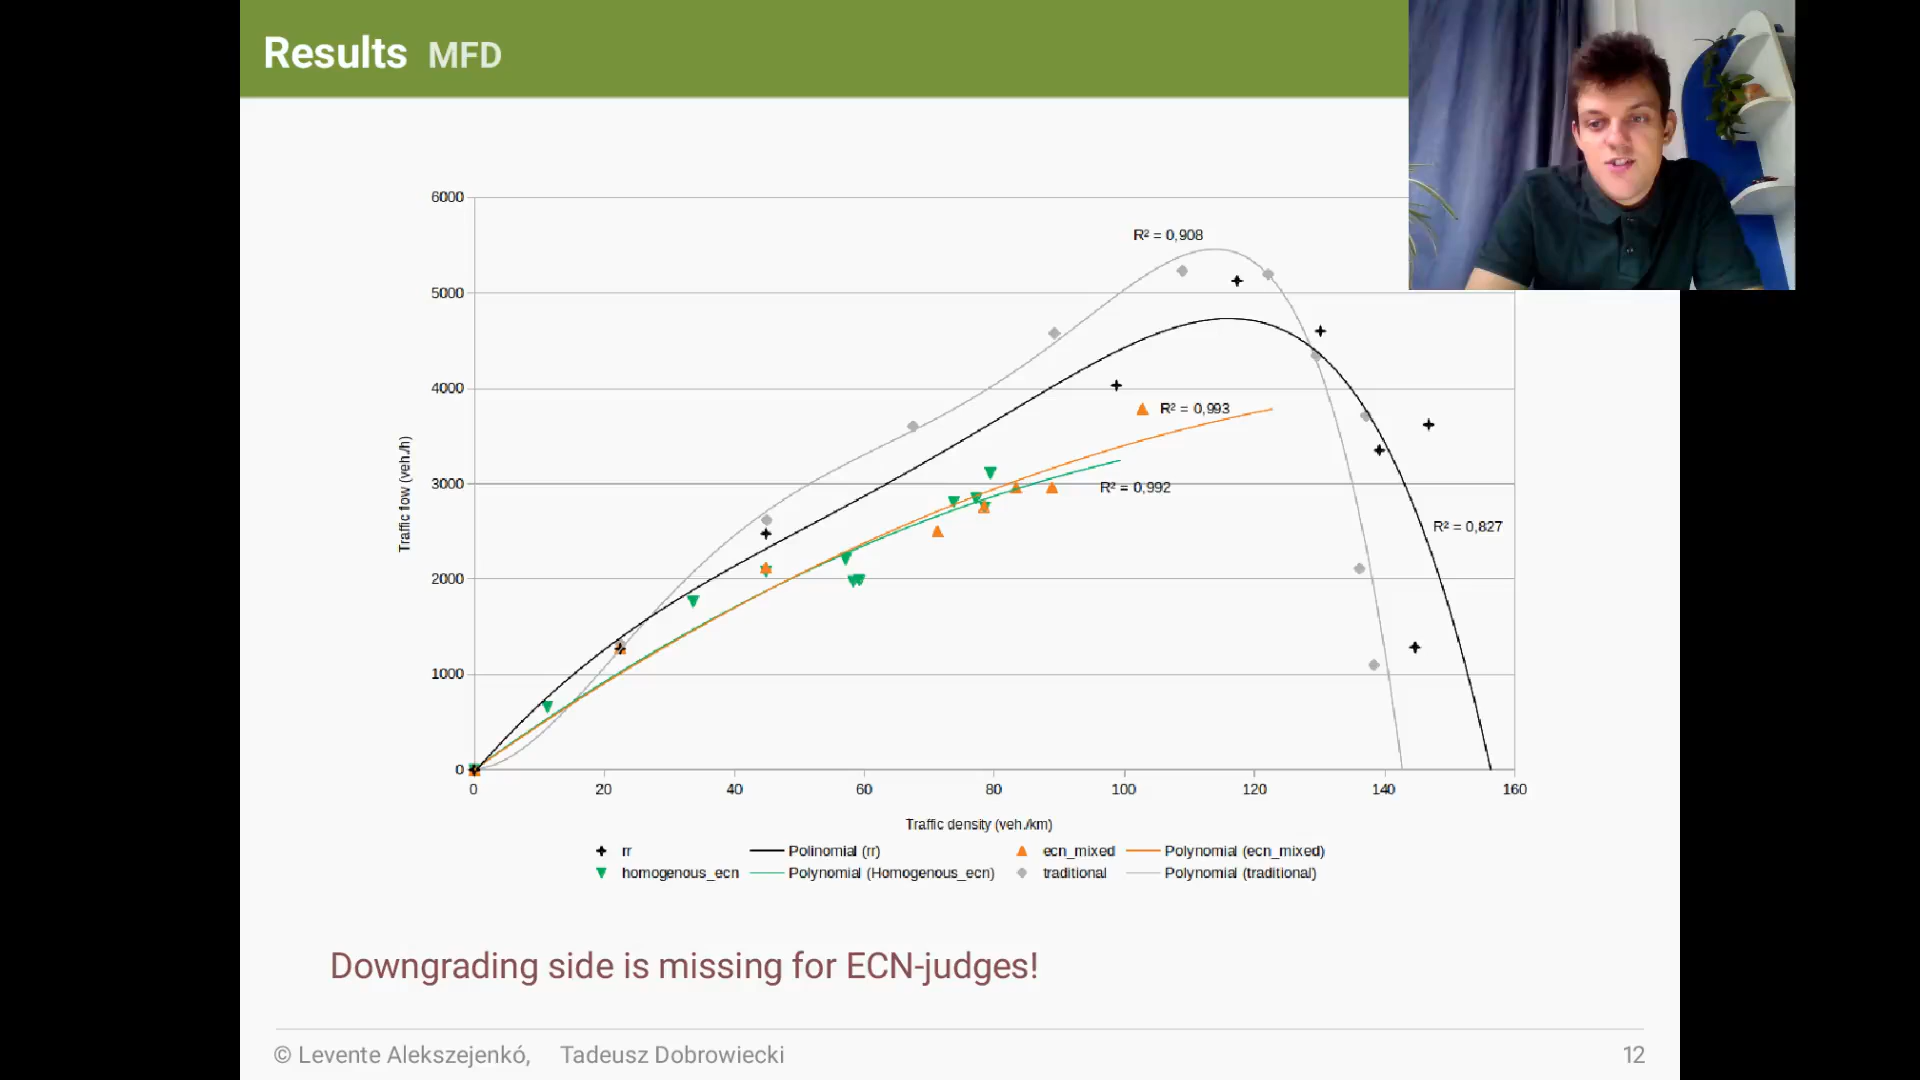 Results MFD
6000
R² = 0,908
5000
4000
R² = 0,993
3000
R² = 0,992
R² = 0,827
2000
1000
0
Traffic flow (veh./h)
0 20 40 60 80 100 120 140 160
Traffic density (veh./km)
rr Polinomial (rr) ecn_mixed Polynomial (ecn_mixed)
homogenous_ecn Polynomial (Homogenous_ecn) traditional Polynomial (traditional)
Downgrading side is missing for ECN-judges!
© Levente Alekszejenkó, Tadeusz Dobrowiecki 12